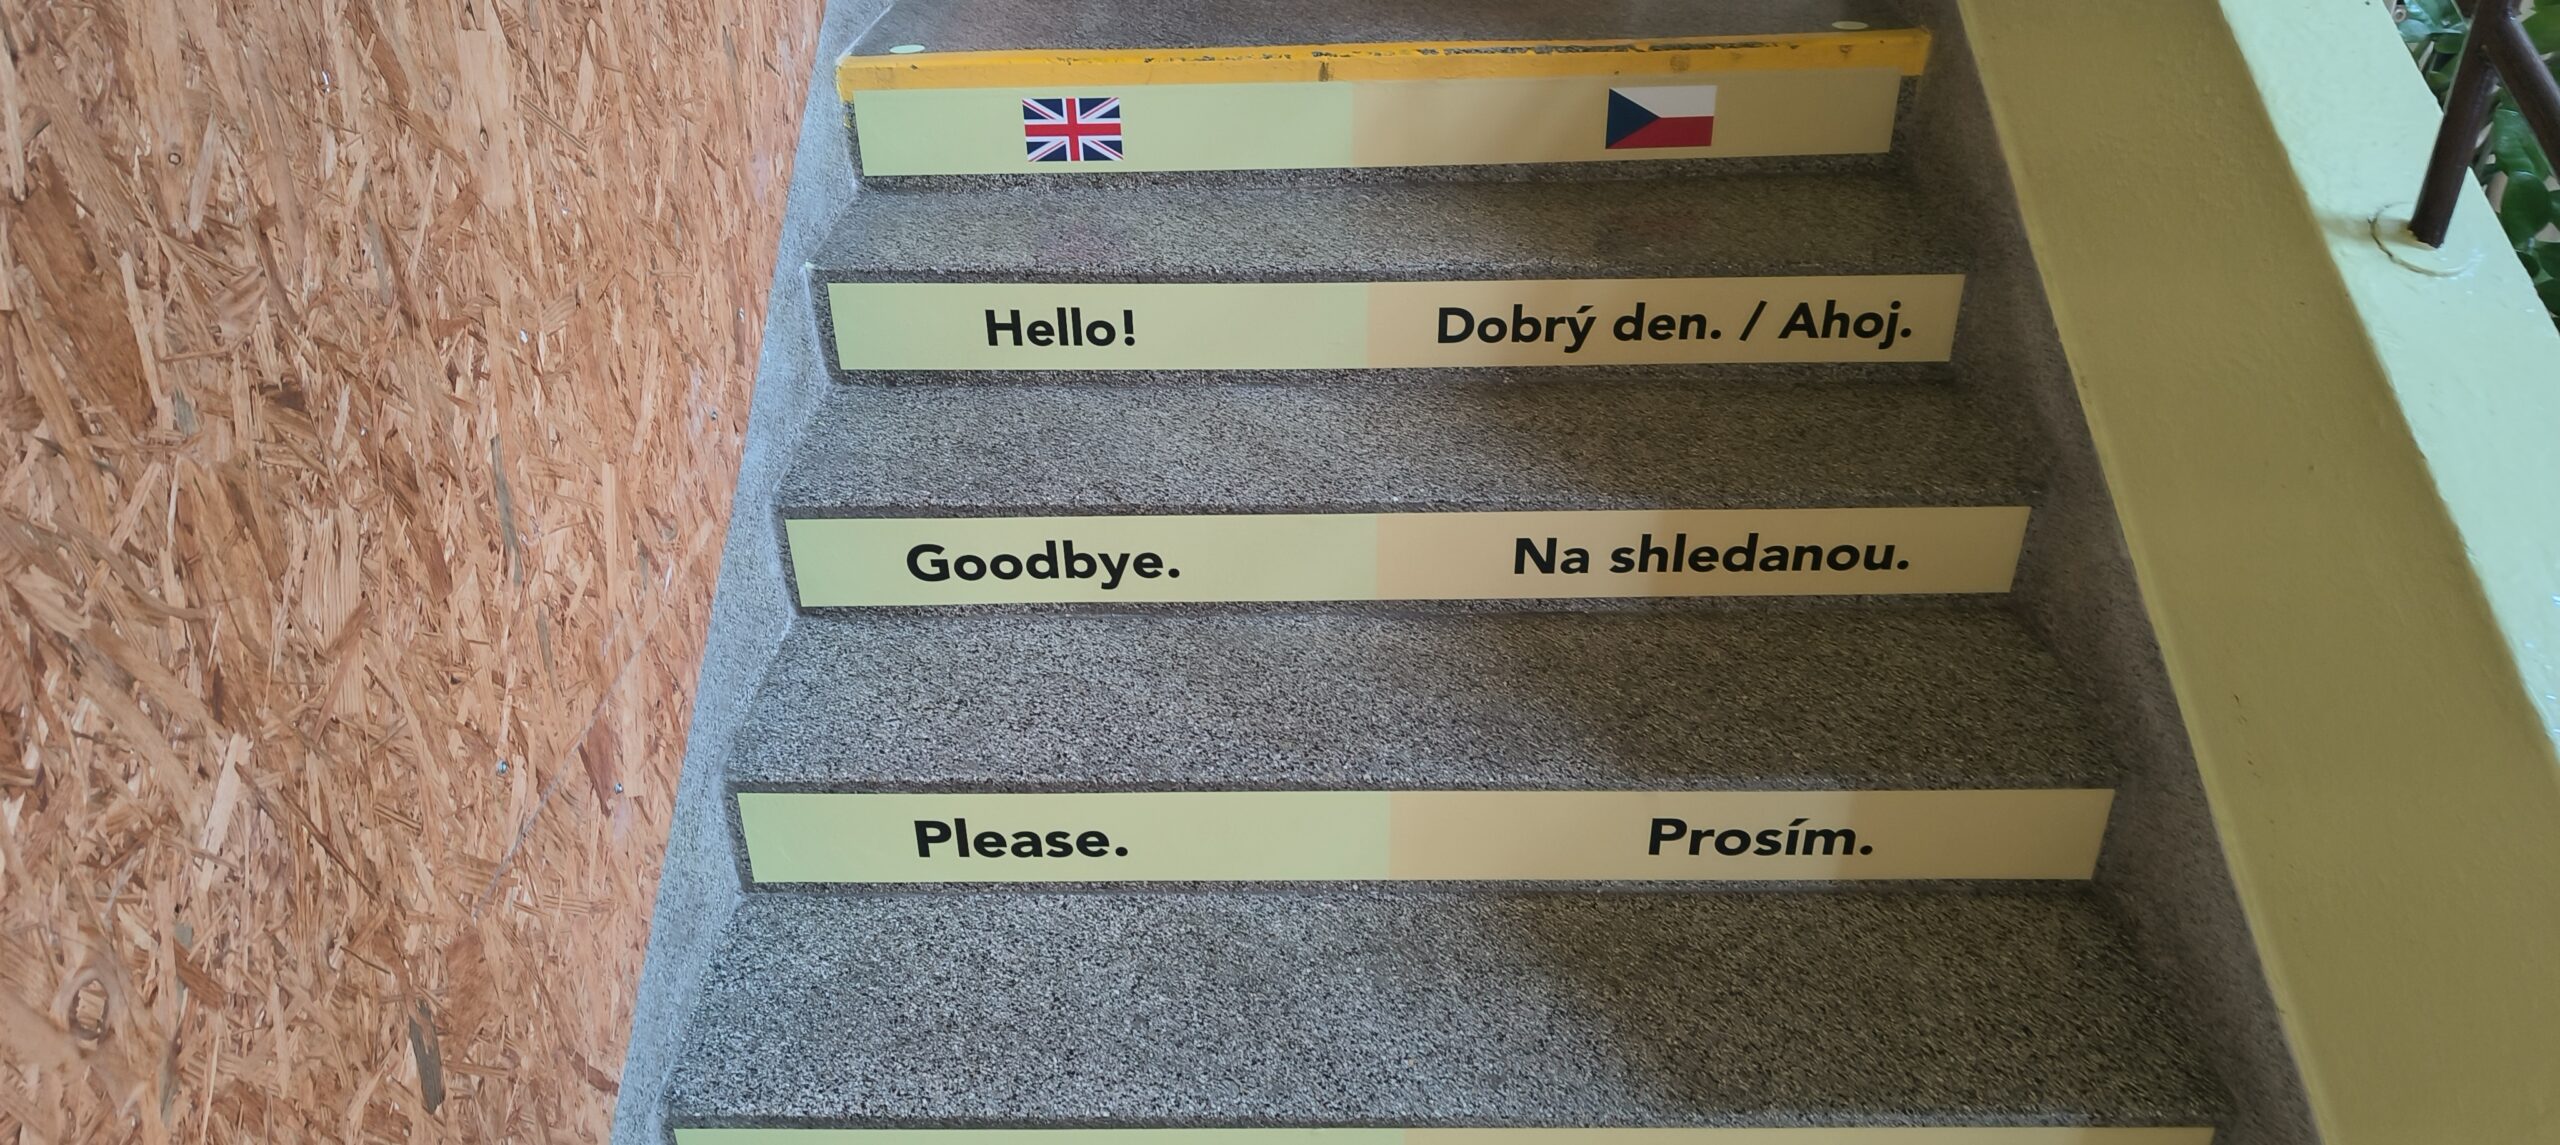 Hello! Dobrý den. / Ahoj.
Goodbye. Na shledanou.
Please. Prosím.